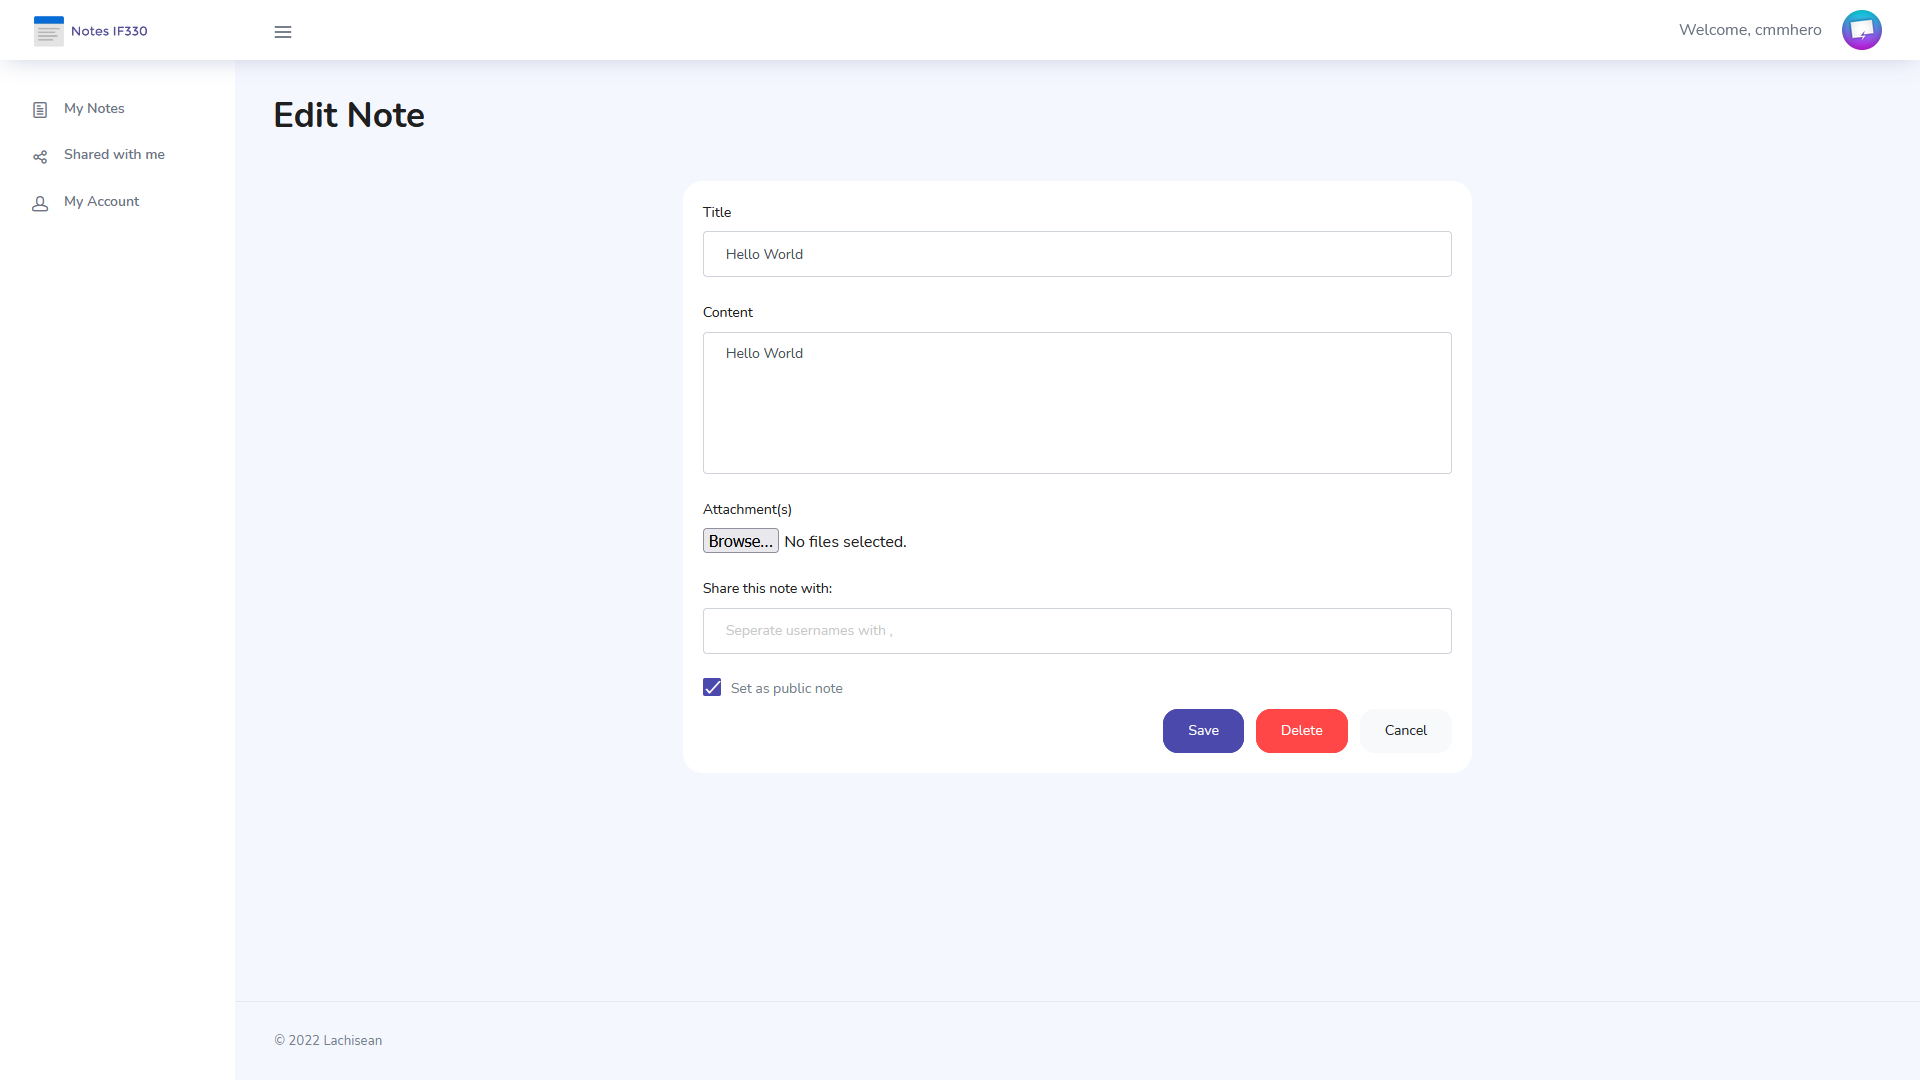 Notes IF330
Welcome, cmmhero
My Notes
Shared with me
My Account
Edit Note
Title
Hello World
Content
Hello World
Attachment(s)
Browse... No files selected.
Share this note with:
Seperate usernames with ,
Set as public note
Save Delete Cancel
© 2022 Lachisean